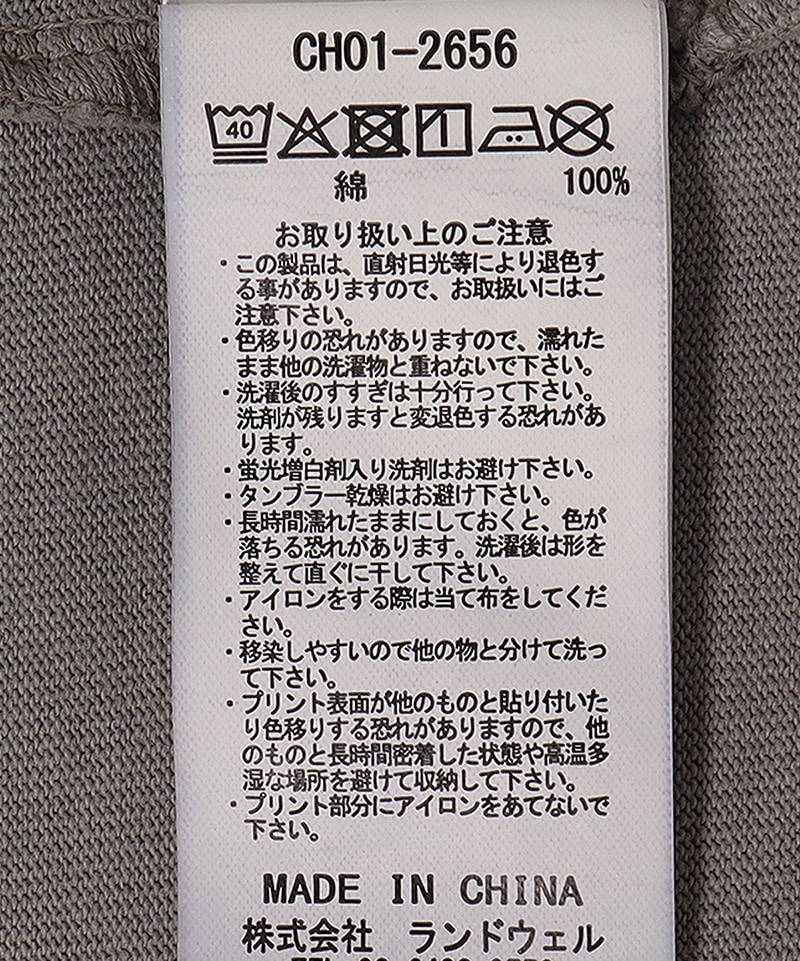 CH01-2656
40
綿 100%
お取り扱い上のご注意
・この製品は、直射日光等により退色す
る事がありますので、お取扱いにはご
注意下さい。
・色移りの恐れがありますので、濡れた
まま他の洗濯物と重ねないで下さい。
・洗濯後のすすぎは十分行って下さい。
洗剤が残りますと変退色する恐れがあ
ります。
・蛍光増白剤入り洗剤はお避け下さい。
・タンブラー乾燥はお避け下さい。
・長時間濡れたままにしておくと、色が
落ちる恐れがあります。洗濯後は形を
整えて直ぐに干して下さい。
・アイロンをする際は当て布をしてくだ
さい。
・移染しやすいので他の物と分けて洗っ
て下さい。
・プリント表面が他のものと貼り付いた
り色移りする恐れがありますので、他
のものと長時間密着した状態や高温多
湿な場所を避けて収納して下さい。
・プリント部分にアイロンをあてないで
下さい。
MADE IN CHINA
株式会社 ランドウェル